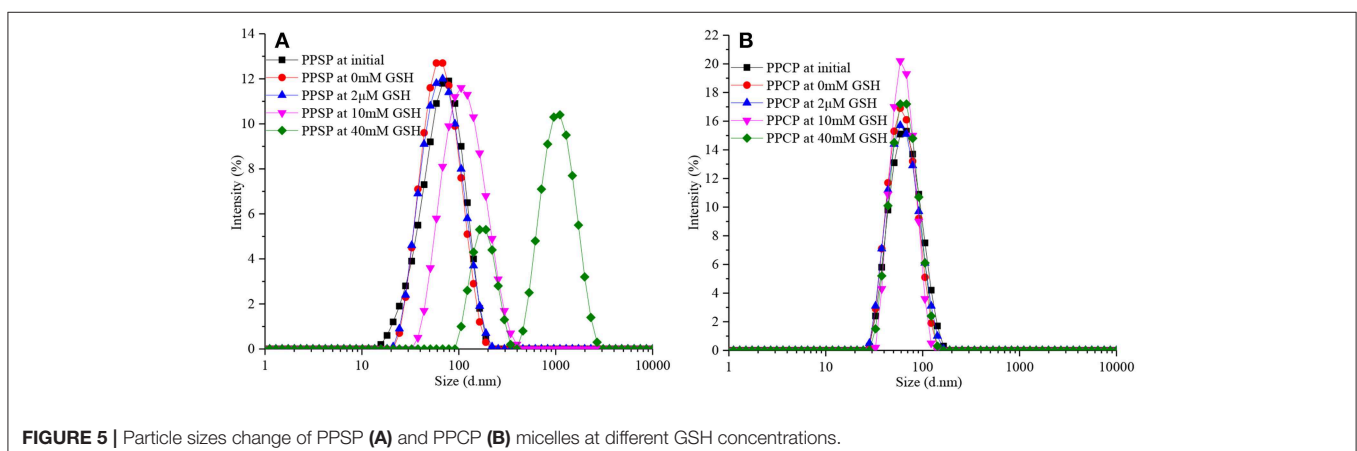 A
PPSP at initial
PPSP at 0mM GSH
PPSP at 2μM GSH
PPSP at 10mM GSH
PPSP at 40mM GSH
14
12
10
8
6
4
2
0
Intensity (%)
1
10
100
1000
10000
Size (d.nm)
B
PPCP at initial
PPCP at 0mM GSH
PPCP at 2μM GSH
PPCP at 10mM GSH
PPCP at 40mM GSH
22
20
18
16
14
12
10
8
6
4
2
0
Intensity (%)
1
10
100
1000
10000
Size (d.nm)
FIGURE 5 | Particle sizes change of PPSP (A) and PPCP (B) micelles at different GSH concentrations.